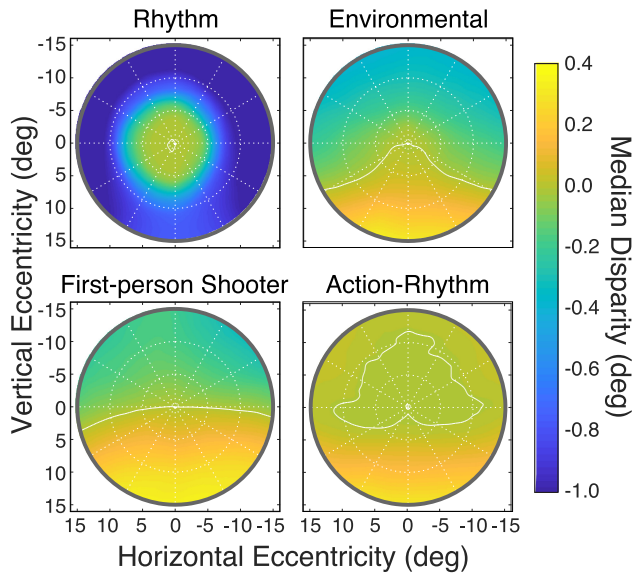 Rhythm
Environmental
-15
-10
-5
0
5
10
15
First-person Shooter
Action-Rhythm
-15
-10
-5
0
5
10
15
15 10 5 0 -5 -10 -15
15 10 5 0 -5 -10 -15
Vertical Eccentricity (deg)
Horizontal Eccentricity (deg)
0.4
0.2
0.0
-0.2
-0.4
-0.6
-0.8
-1.0
Median Disparity (deg)